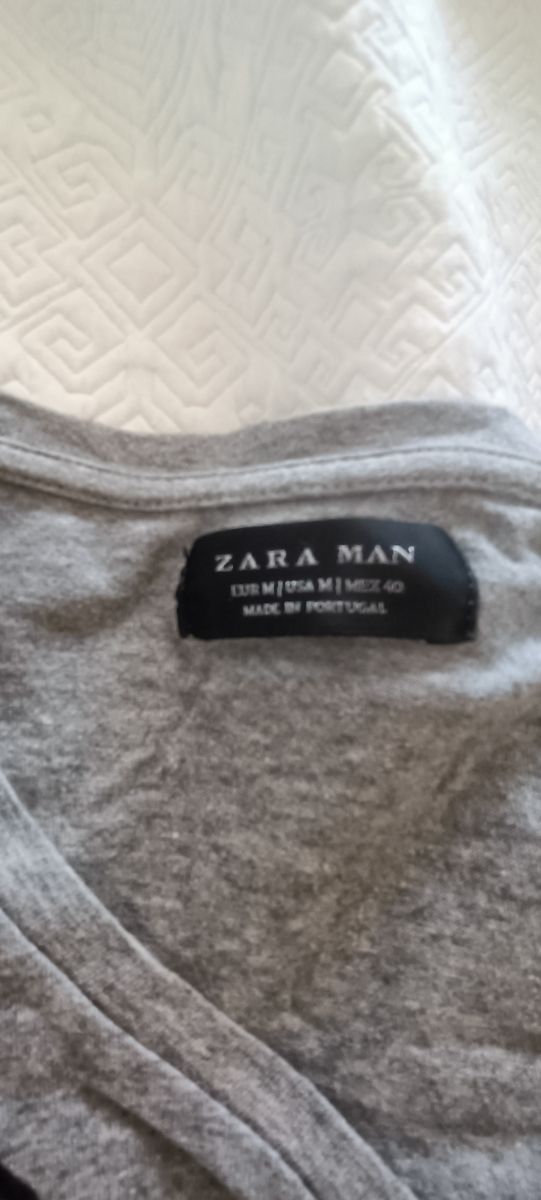 ZARA MAN
EUR M | USA M | MEX 40
MADE IN PORTUGAL